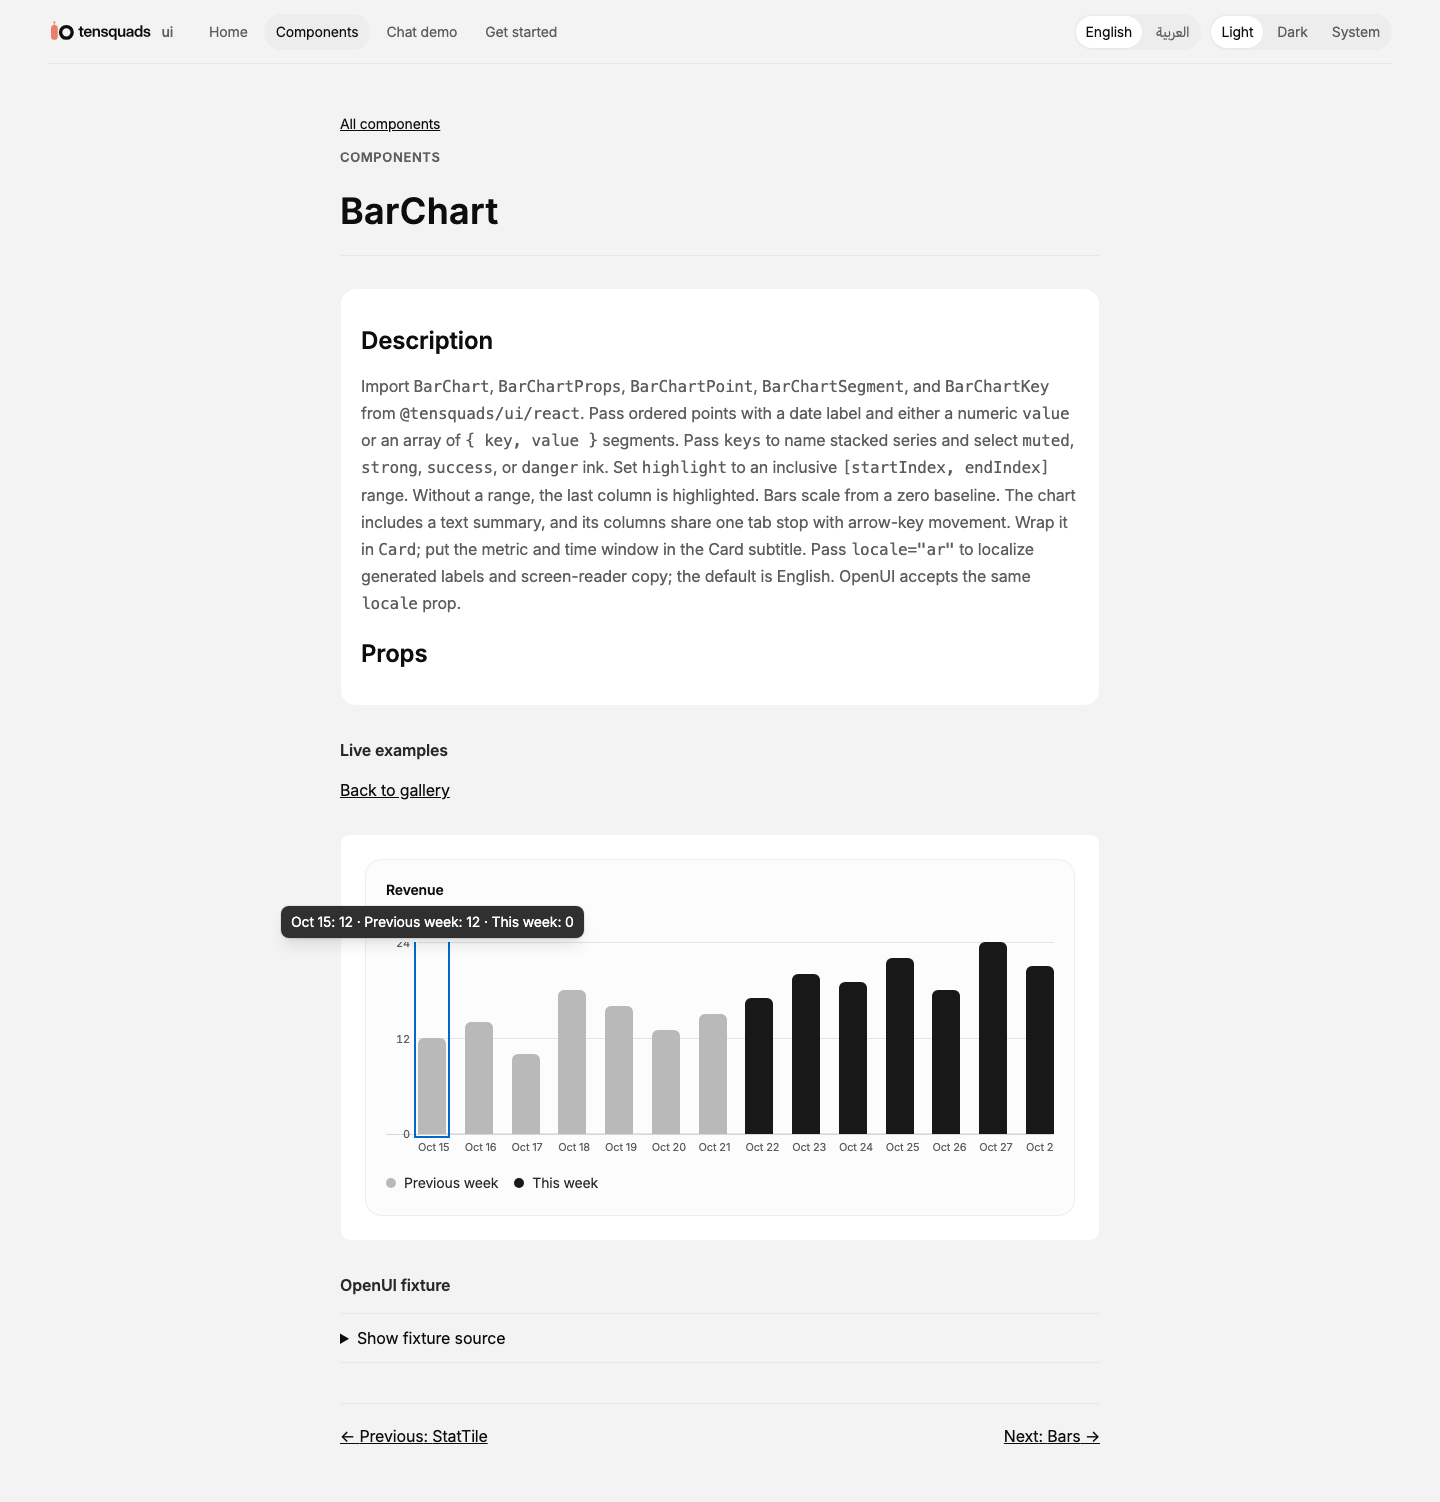 tensquads ui
Home
Components
Chat demo
Get started
English
العربية
Light
Dark
System
All components
COMPONENTS
BarChart
Description
Import BarChart, BarChartProps, BarChartPoint, BarChartSegment, and BarChartKey
from @tensquads/ui/react. Pass ordered points with a date label and either a numeric value
or an array of { key, value } segments. Pass keys to name stacked series and select muted,
strong, success, or danger ink. Set highlight to an inclusive [startIndex, endIndex]
range. Without a range, the last column is highlighted. Bars scale from a zero baseline. The chart
includes a text summary, and its columns share one tab stop with arrow-key movement. Wrap it
in Card; put the metric and time window in the Card subtitle. Pass locale="ar" to localize
generated labels and screen-reader copy; the default is English. OpenUI accepts the same
locale prop.
Props
Live examples
Back to gallery
Revenue
Oct 15: 12 · Previous week: 12 · This week: 0
24
12
0
Oct 15 Oct 16 Oct 17 Oct 18 Oct 19 Oct 20 Oct 21 Oct 22 Oct 23 Oct 24 Oct 25 Oct 26 Oct 27 Oct 2
Previous week
This week
OpenUI fixture
▶ Show fixture source
← Previous: StatTile
Next: Bars →